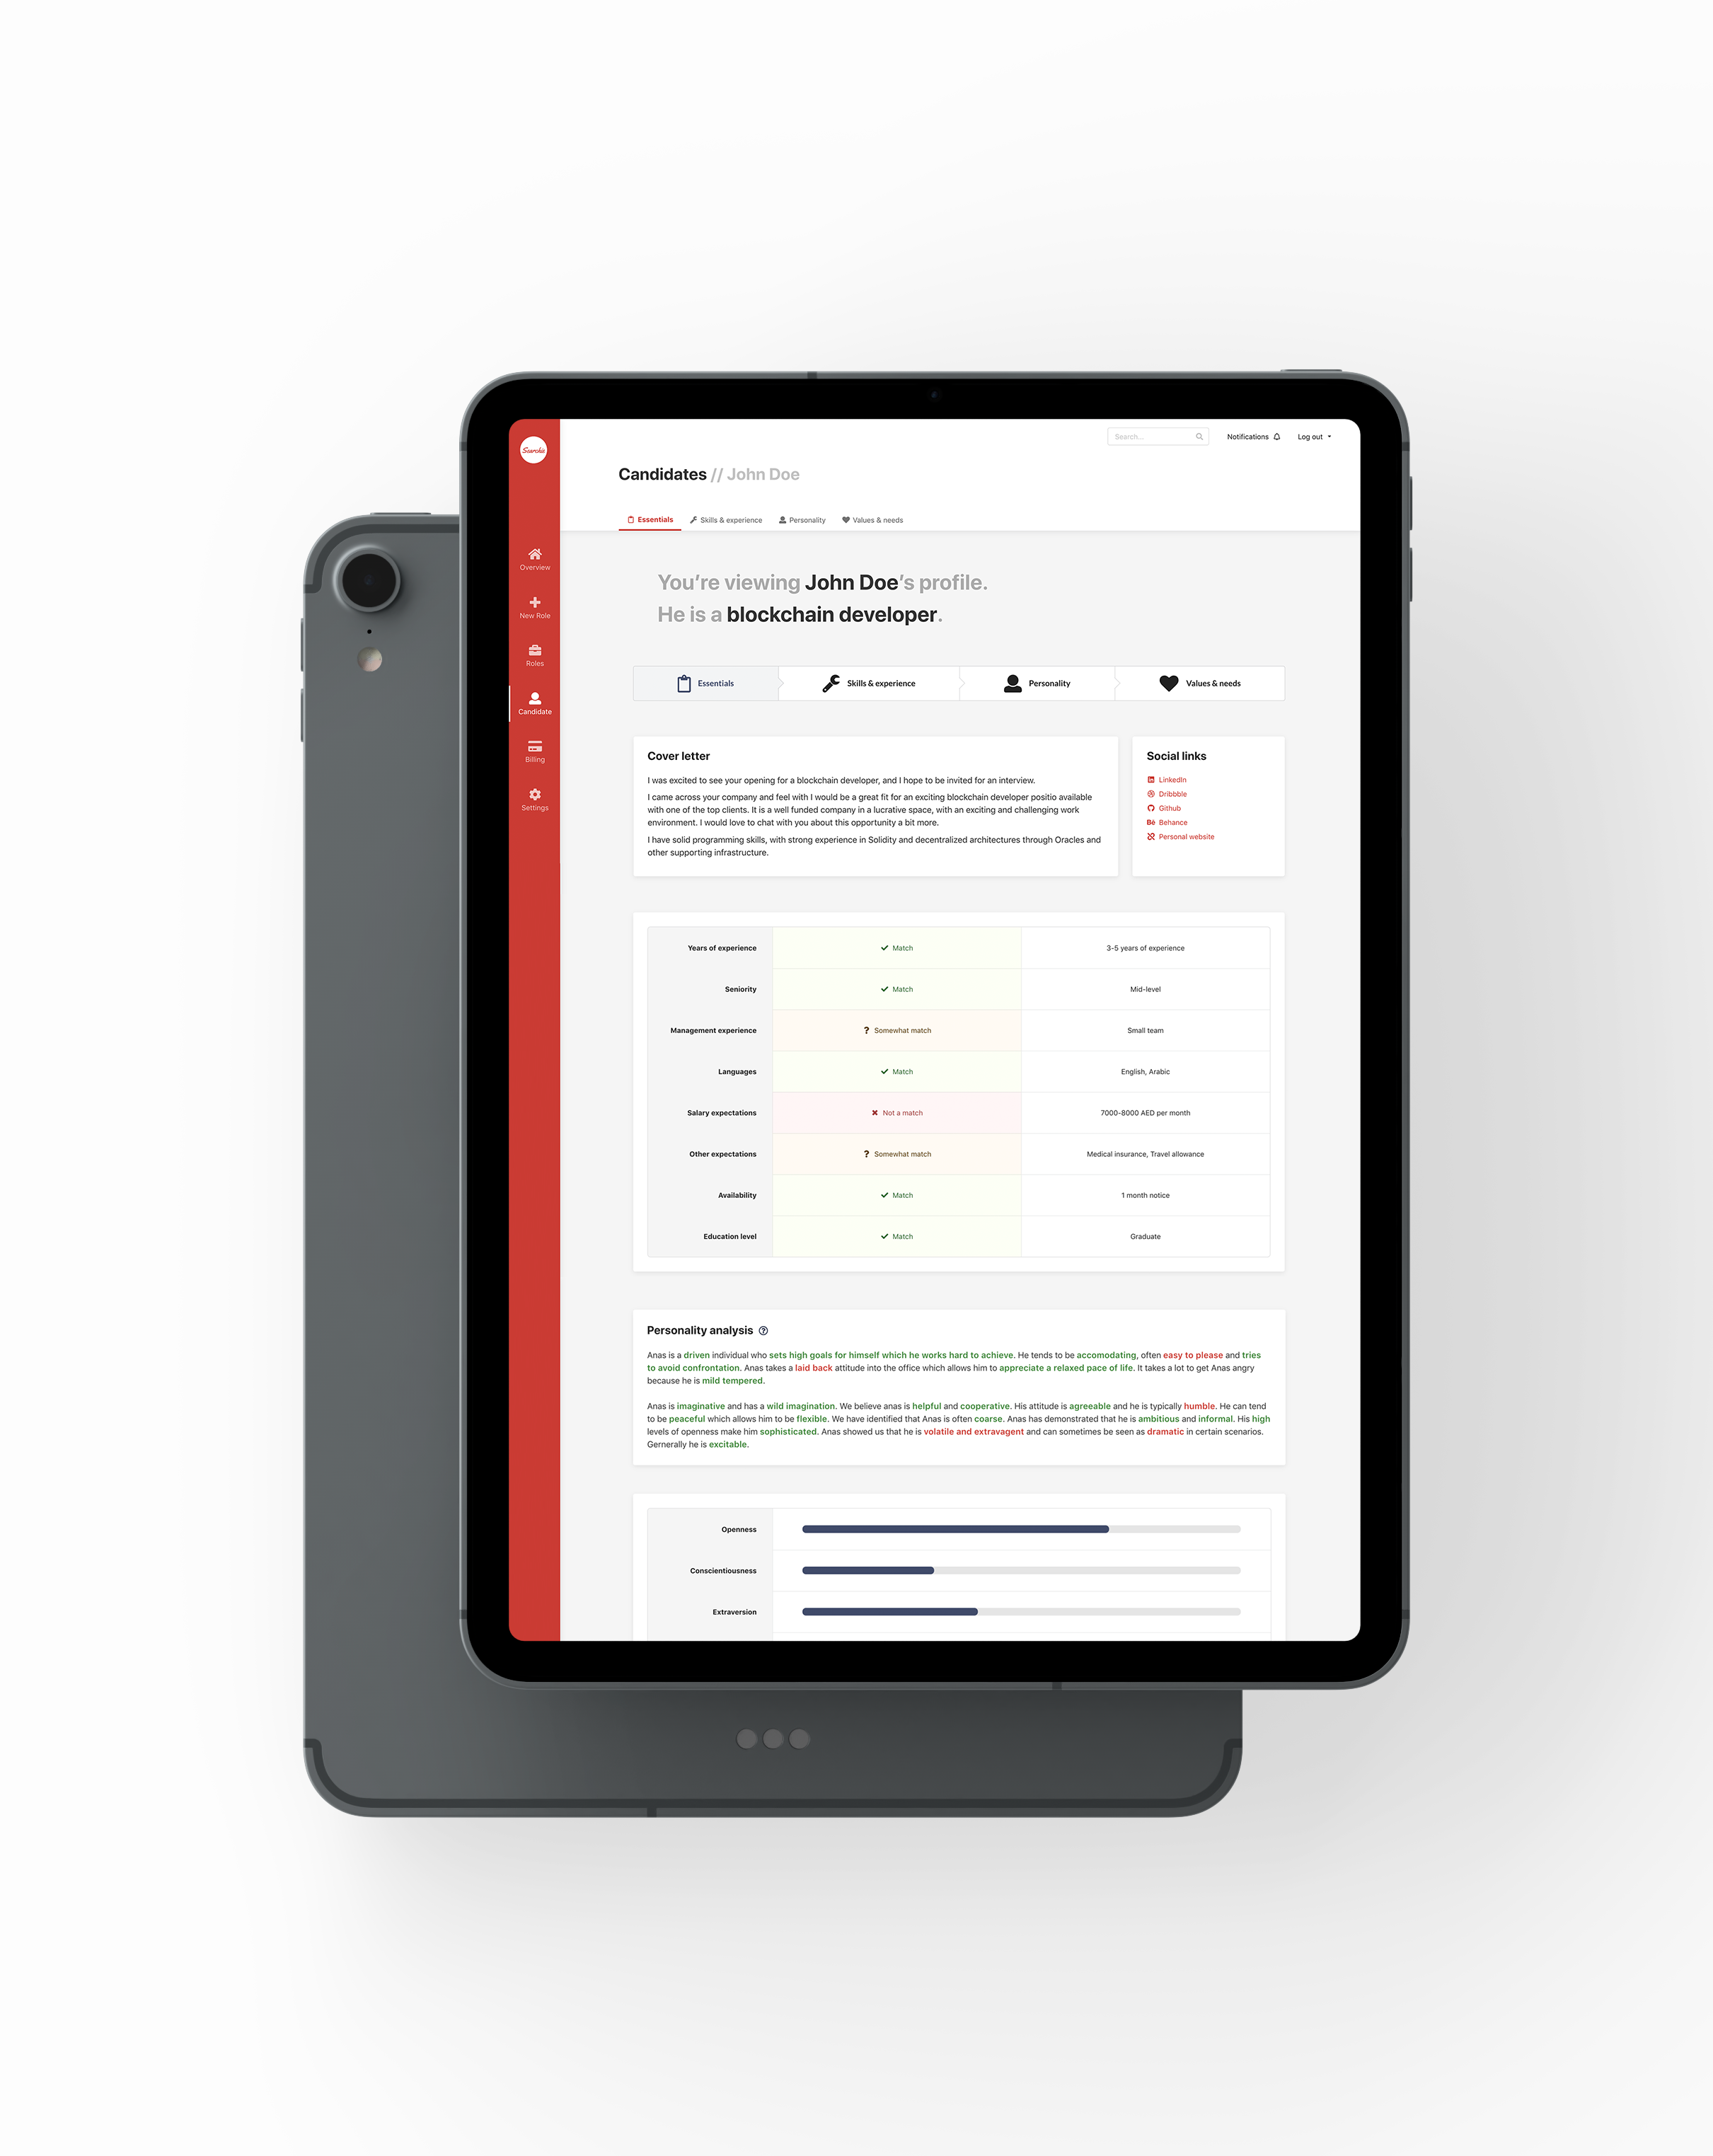 Search...
Notifications
Log out
Candidates // John Doe
Essentials
Skills & experience
Personality
Values & needs
Overview
New Role
Roles
Candidate
Billing
Settings
You're viewing John Doe's profile.
He is a blockchain developer.
Essentials
Skills & experience
Personality
Values & needs
Cover letter
I was excited to see your opening for a blockchain developer, and I hope to be invited for an interview.
I came across your company and feel with I would be a great fit for an exciting blockchain developer positio available
with one of the top clients. It is a well funded company in a lucrative space, with an exciting and challenging work
environment. I would love to chat with you about this opportunity a bit more.
I have solid programming skills, with strong experience in Solidity and decentralized architectures through Oracles and
other supporting infrastructure.
Social links
LinkedIn
Dribbble
Github
Bē Behance
Personal website
Years of experience
Match
3-5 years of experience
Seniority
Match
Mid-level
Management experience
? Somewhat match
Small team
Languages
Match
English, Arabic
Salary expectations
Not a match
7000-8000 AED per month
Other expectations
? Somewhat match
Medical insurance, Travel allowance
Availability
Match
1 month notice
Education level
Match
Graduate
Personality analysis
Anas is a driven individual who sets high goals for himself which he works hard to achieve. He tends to be accomodating, often easy to please and tries
to avoid confrontation. Anas takes a laid back attitude into the office which allows him to appreciate a relaxed pace of life. It takes a lot to get Anas angry
because he is mild tempered.
Anas is imaginative and has a wild imagination. We believe anas is helpful and cooperative. His attitude is agreeable and he is typically humble. He can tend
to be peaceful which allows him to be flexible. We have identified that Anas is often coarse. Anas has demonstrated that he is ambitious and informal. His high
levels of openness make him sophisticated. Anas showed us that he is volatile and extravagent and can sometimes be seen as dramatic in certain scenarios.
Gernerally he is excitable.
Openness
Conscientiousness
Extraversion